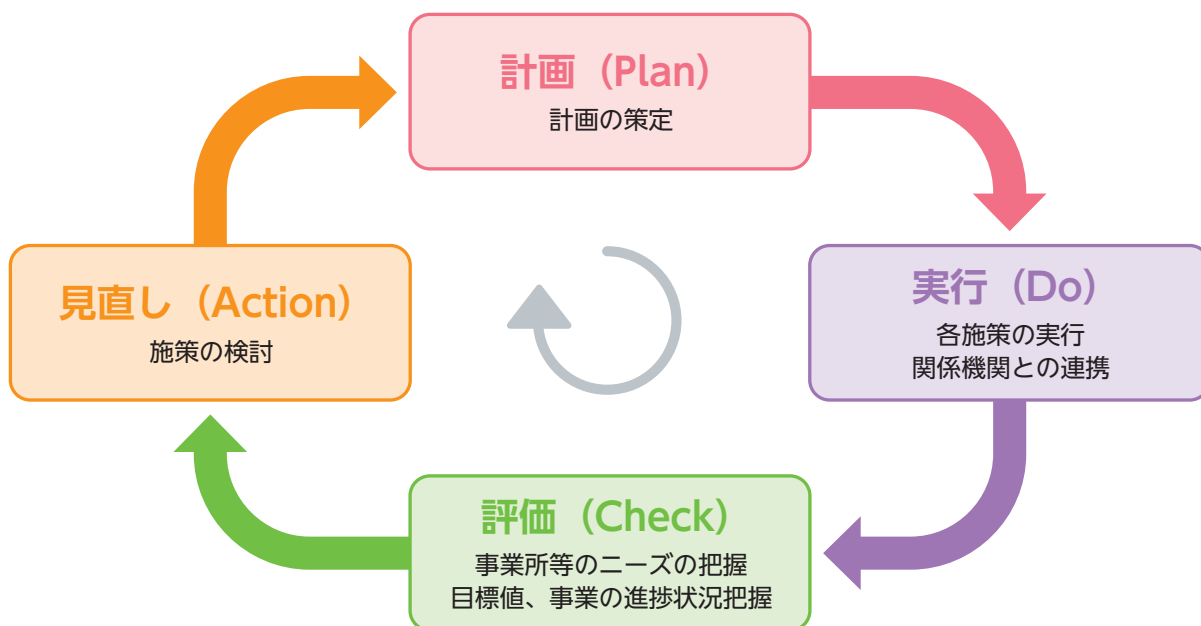 計画（Plan）
計画の策定
実行（Do）
各施策の実行
関係機関との連携
評価（Check）
事業所等のニーズの把握
目標値、事業の進捗状況把握
見直し（Action）
施策の検討